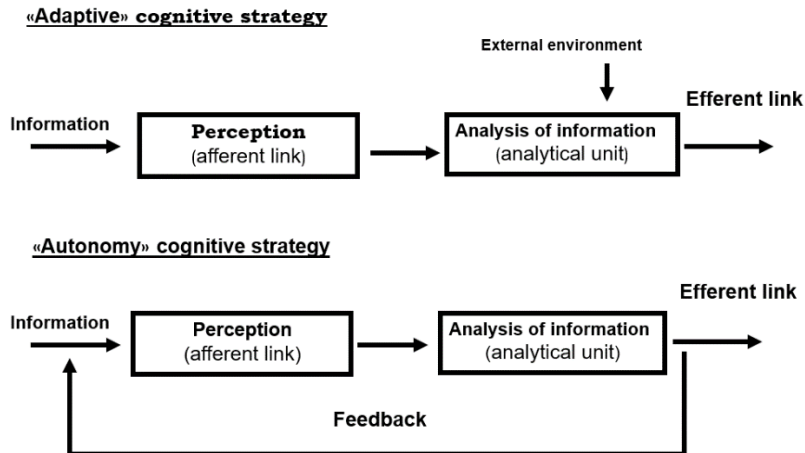 «Adaptive» cognitive strategy
External environment
Efferent link
Information
Perception
(afferent link)
Analysis of information
(analytical unit)
«Autonomy» cognitive strategy
Efferent link
Information
Perception
(afferent link)
Analysis of information
(analytical unit)
Feedback